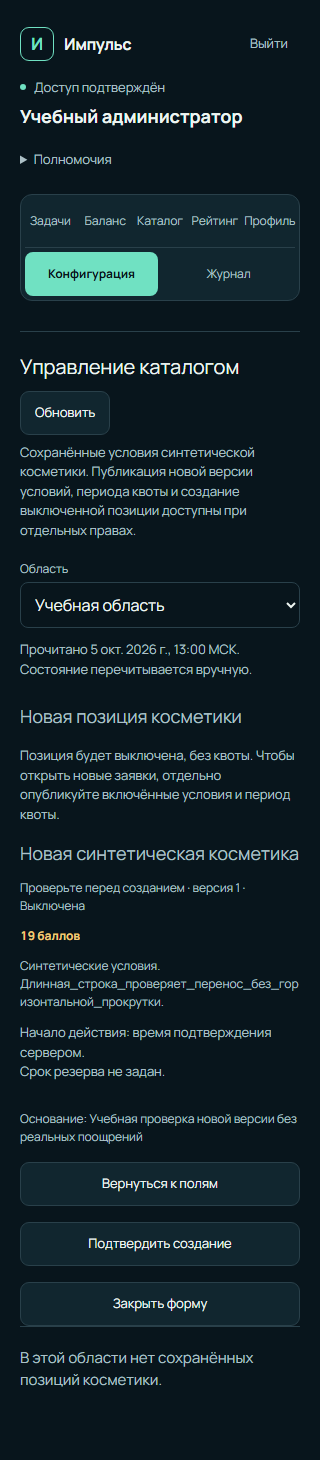 И Импульс Выйти
Доступ подтверждён
Учебный администратор
Полномочия
Задачи Баланс Каталог Рейтинг Профиль
Конфигурация Журнал
Управление каталогом
Обновить
Сохранённые условия синтетической
косметики. Публикация новой версии
условий, периода квоты и создание
выключенной позиции доступны при
отдельных правах.
Область
Учебная область
Прочитано 5 окт. 2026 г., 13:00 МСК.
Состояние перечитывается вручную.
Новая позиция косметики
Позиция будет выключена, без квоты. Чтобы
открыть новые заявки, отдельно
опубликуйте включённые условия и период
квоты.
Новая синтетическая косметика
Проверьте перед созданием · версия 1 ·
Выключена
19 баллов
Синтетические условия.
Длинная_строка_проверяет_перенос_без_гор
изонтальной_прокрутки.
Начало действия: время подтверждения
сервером.
Срок резерва не задан.
Основание: Учебная проверка новой версии без
реальных поощрений
Вернуться к полям
Подтвердить создание
Закрыть форму
В этой области нет сохранённых
позиций косметики.